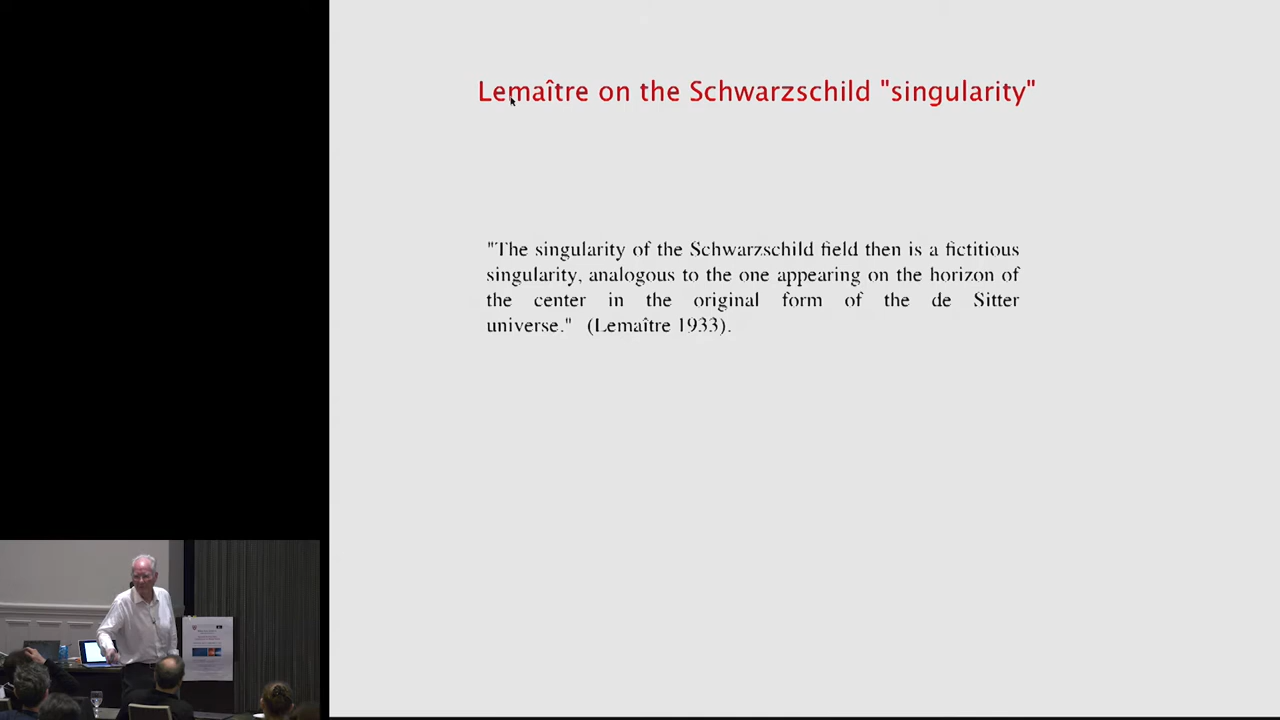 Lemaître on the Schwarzschild "singularity"
"The singularity of the Schwarzschild field then is a fictitious
singularity, analogous to the one appearing on the horizon of
the center in the original form of the de Sitter
universe." (Lemaître 1933).